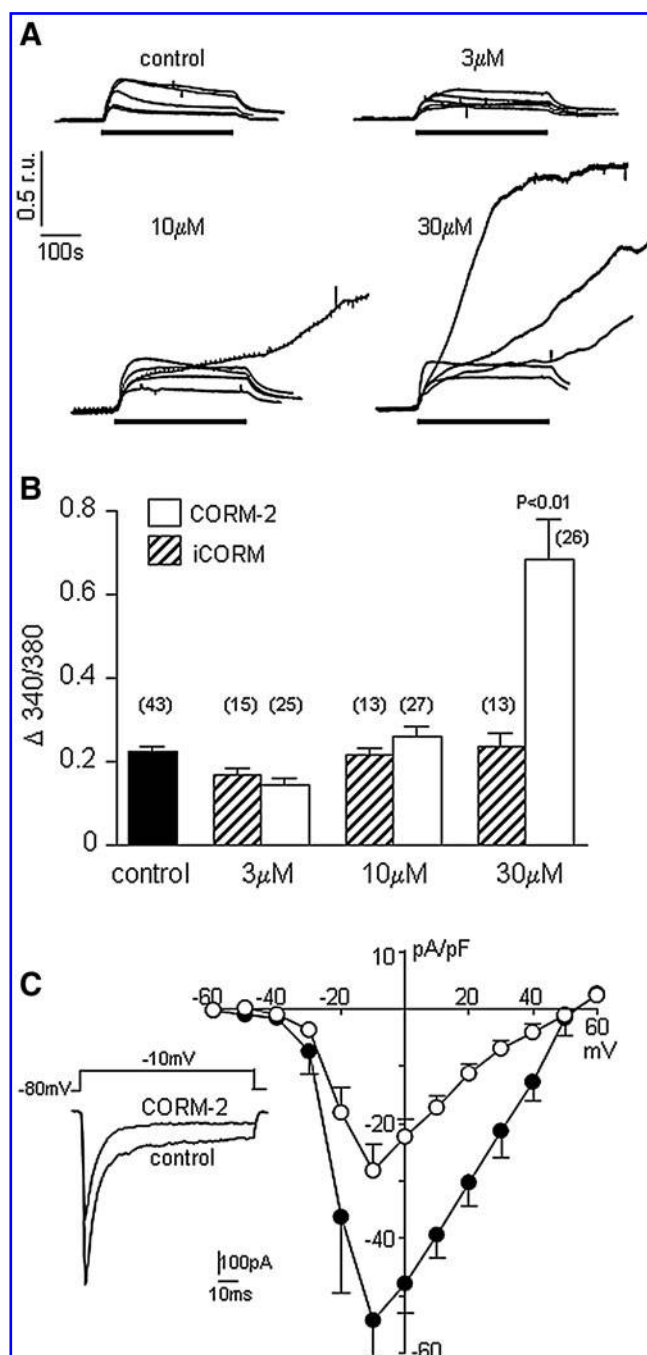 A
control
3μM
0.5 r.u.
100s
10μM
30μM
B
0.8
0.6
0.4
0.2
0
Δ 340/380
CORM-2
iCORM
P<0.01
(43)
(15)
(25)
(13)
(27)
(13)
(26)
control
3μM
10μM
30μM
C
10
pA/pF
-60
-40
-20
20
40
60
mV
-20
-40
-60
-10mV
-80mV
CORM-2
control
100pA
10ms